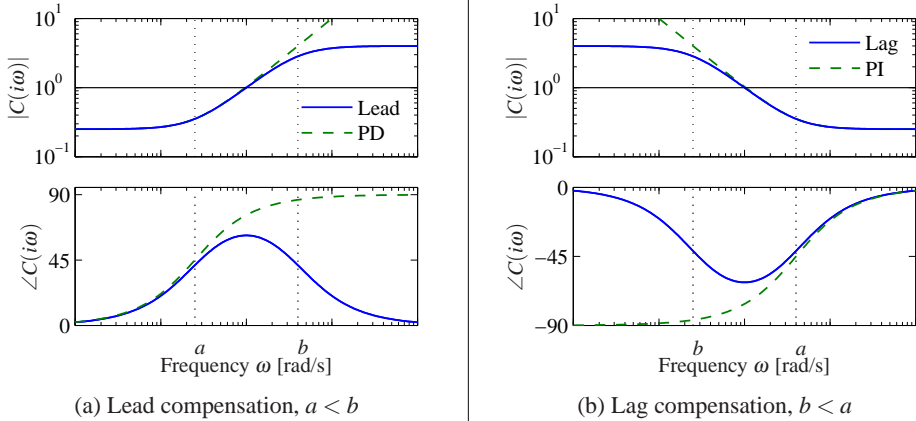 10^1
|C(iω)|
10^0
Lead
PD
10^-1
90
∠C(iω)
45
0
a
b
Frequency ω [rad/s]
(a) Lead compensation, a < b
10^1
|C(iω)|
10^0
Lag
PI
10^-1
0
∠C(iω)
−45
−90
b
a
Frequency ω [rad/s]
(b) Lag compensation, b < a